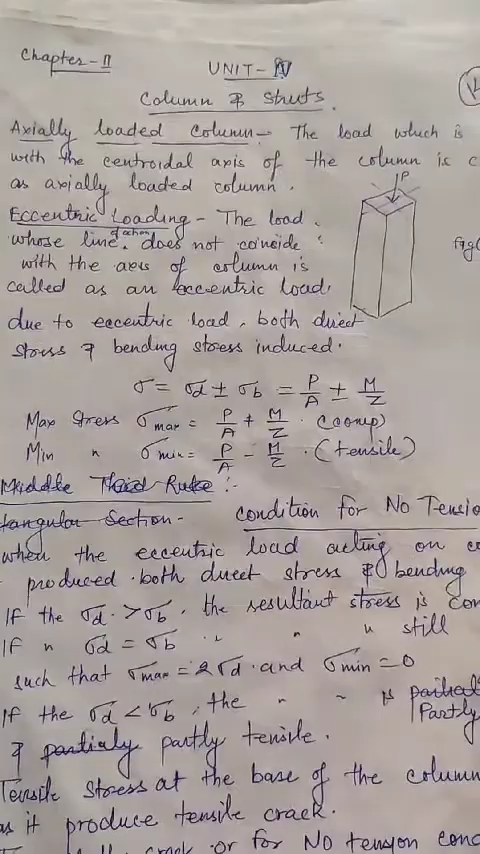 Chapter-II
UNIT-IV
Column & Struts.
Axially loaded column - The load which is
with the centroidal axis of the column is c
as axially loaded column.
P
Eccentric Loading - The load
whose line of action does not coincide
Fig(
with the axis of column is
called as an eccentric load.
due to eccentric load, both direct
stress & bending stress induced.
σ = σd ± σb = P/A ± M/Z
Max Stress σmax = P/A + M/Z (comp)
Min " σmin = P/A - M/Z (tensile)
Middle Third Rule :-
tangular Section - condition for No Tensio
when the eccentric load acting on co
produced both direct stress & bending
If the σd > σb, the resultant stress is com
If " σd = σb " " " still
such that σmax = 2σd and σmin = 0
If the σd < σb, the " " is partial
Partly
& partialy partly tensile.
Tensile stress at the base of the column
as it produce tensile crack.
crack or for No tension cond